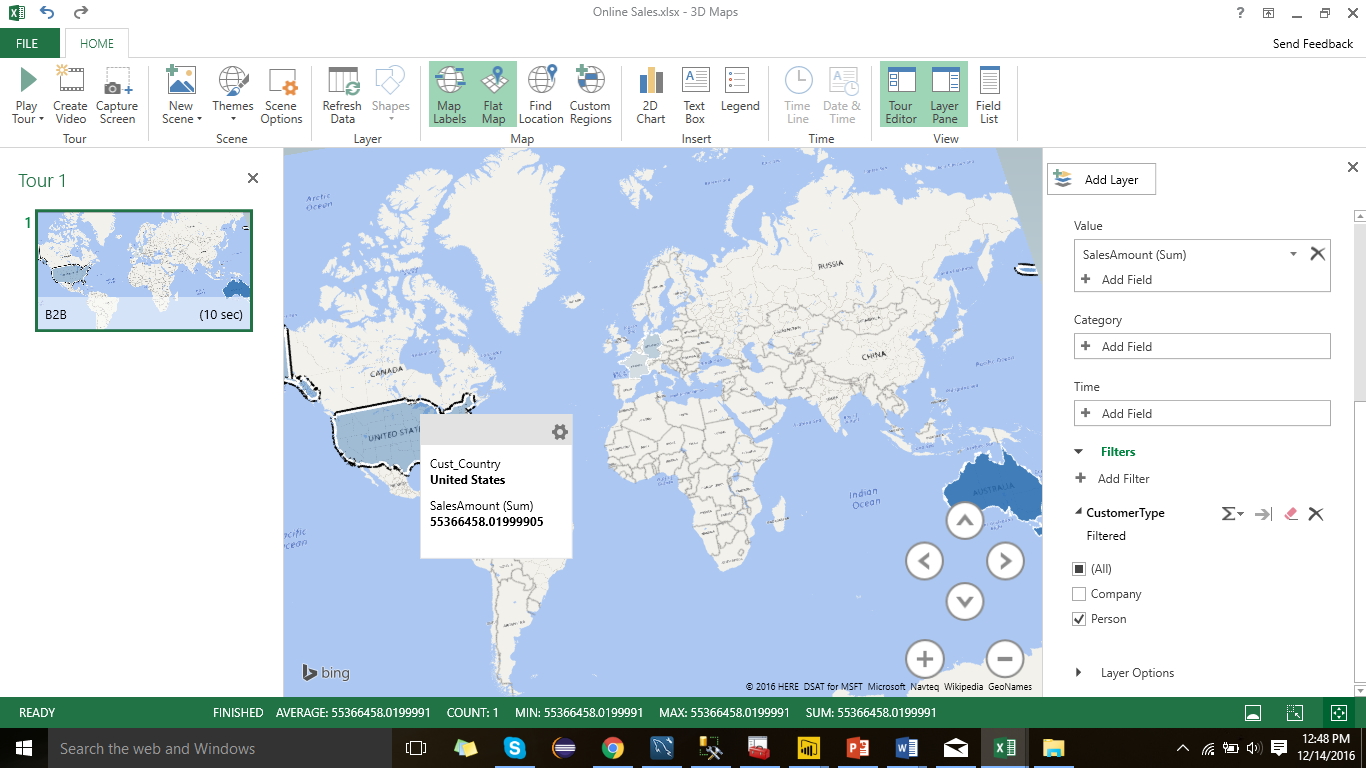 Online Sales.xlsx - 3D Maps
?
FILE
HOME
Send Feedback
Play Tour
Create Video
Capture Screen
New Scene
Themes
Scene Options
Refresh Data
Shapes
Map Labels
Flat Map
Find Location
Custom Regions
2D Chart
Text Box
Legend
Time Line
Date & Time
Tour Editor
Layer Pane
Field List
Tour
Scene
Layer
Map
Insert
Time
View
Tour 1
1
B2B
(10 sec)
Arctic
Ocean
RUSSIA
CANADA
CHINA
UNITED STAT
Indian
Ocean
AUSTRALIA
Pacific Ocean
Cust_Country
United States
SalesAmount (Sum)
55366458.01999905
bing
© 2016 HERE DSAT for MSFT Microsoft Navteq Wikipedia GeoNames
Add Layer
Value
SalesAmount (Sum)
+ Add Field
Category
+ Add Field
Time
+ Add Field
Filters
+ Add Filter
CustomerType
Filtered
(All)
Company
Person
Layer Options
READY
FINISHED AVERAGE: 55366458.0199991 COUNT: 1 MIN: 55366458.0199991 MAX: 55366458.0199991 SUM: 55366458.0199991
Search the web and Windows
12:48 PM
12/14/2016